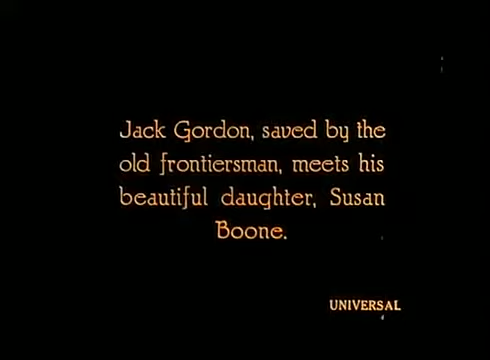 Jack Gordon, saved by the
old frontiersman, meets his
beautiful daughter, Susan
Boone.
UNIVERSAL